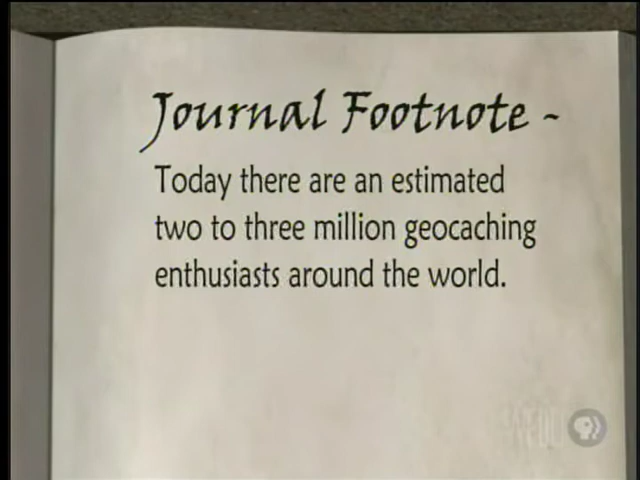 Journal Footnote -
Today there are an estimated
two to three million geocaching
enthusiasts around the world.